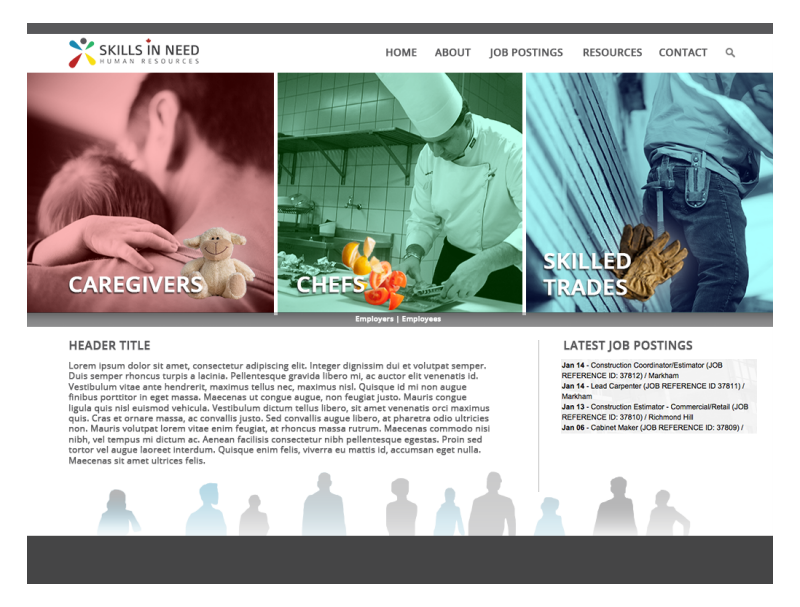 SKILLS IN NEED
HUMAN RESOURCES
HOME ABOUT JOB POSTINGS RESOURCES CONTACT
CAREGIVERS
CHEFS
SKILLED
TRADES
Employers | Employees
HEADER TITLE
Lorem ipsum dolor sit amet, consectetur adipiscing elit. Integer dignissim dui et volutpat semper.
Duis semper rhoncus turpis a lacinia. Pellentesque gravida libero mi, ac auctor elit venenatis id.
Vestibulum vitae ante hendrerit, maximus tellus nec, maximus nisl. Quisque id mi non augue
finibus porttitor in eget massa. Maecenas ut congue augue, non feugiat justo. Mauris congue
ligula quis nisl euismod vehicula. Vestibulum dictum tellus libero, sit amet venenatis orci maximus
quis. Cras et ornare massa, ac convallis justo. Sed convallis augue libero, at pharetra odio ultricies
non. Mauris volutpat lorem vitae enim feugiat, at rhoncus massa rutrum. Maecenas commodo nisi
nibh, vel tempus mi dictum ac. Aenean facilisis consectetur nibh pellentesque egestas. Proin sed
tortor vel augue laoreet interdum. Quisque enim felis, viverra eu mattis id, accumsan eget nulla.
Maecenas sit amet ultrices felis.
LATEST JOB POSTINGS
Jan 14 - Construction Coordinator/Estimator (JOB
REFERENCE ID: 37812) / Markham
Jan 14 - Lead Carpenter (JOB REFERENCE ID 37811) /
Markham
Jan 13 - Construction Estimator - Commercial/Retail (JOB
REFERENCE ID: 37810) / Richmond Hill
Jan 06 - Cabinet Maker (JOB REFERENCE ID: 37809) /